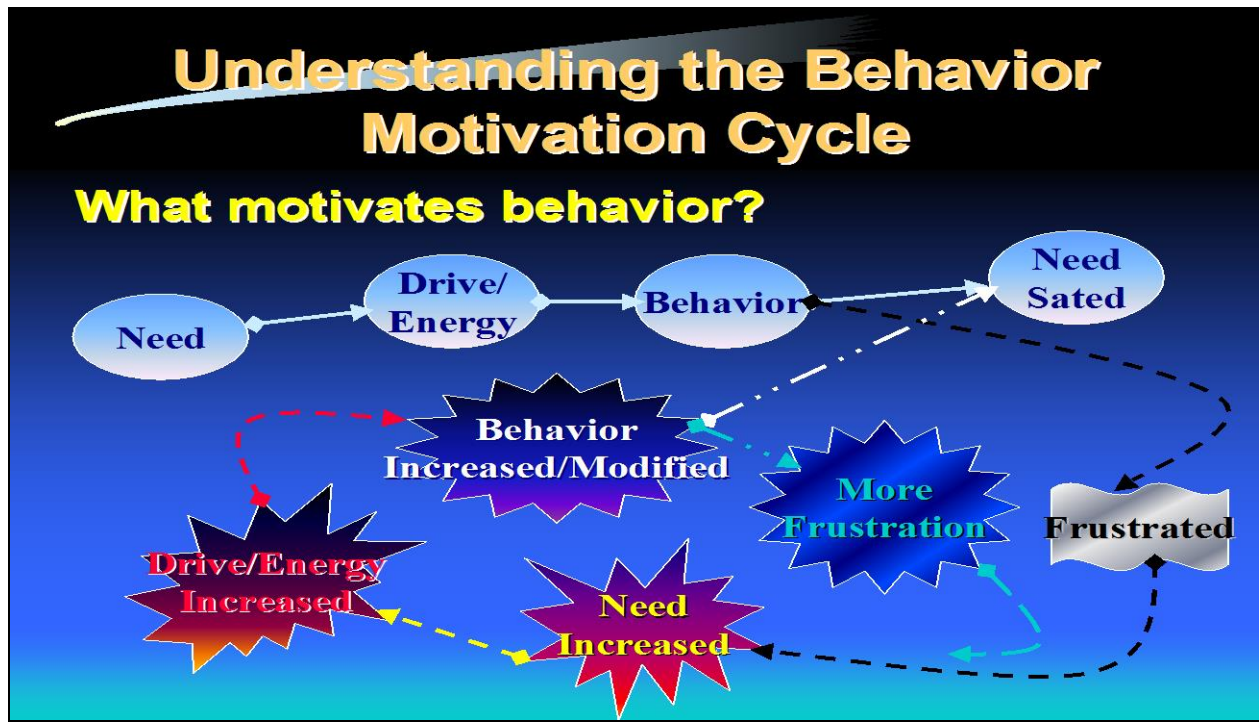 Understanding the Behavior
Motivation Cycle
What motivates behavior?
Need
Drive/
Energy
Behavior
Need
Sated
Behavior
Increased/Modified
More
Frustration
Frustrated
Drive/Energy
Increased
Need
Increased